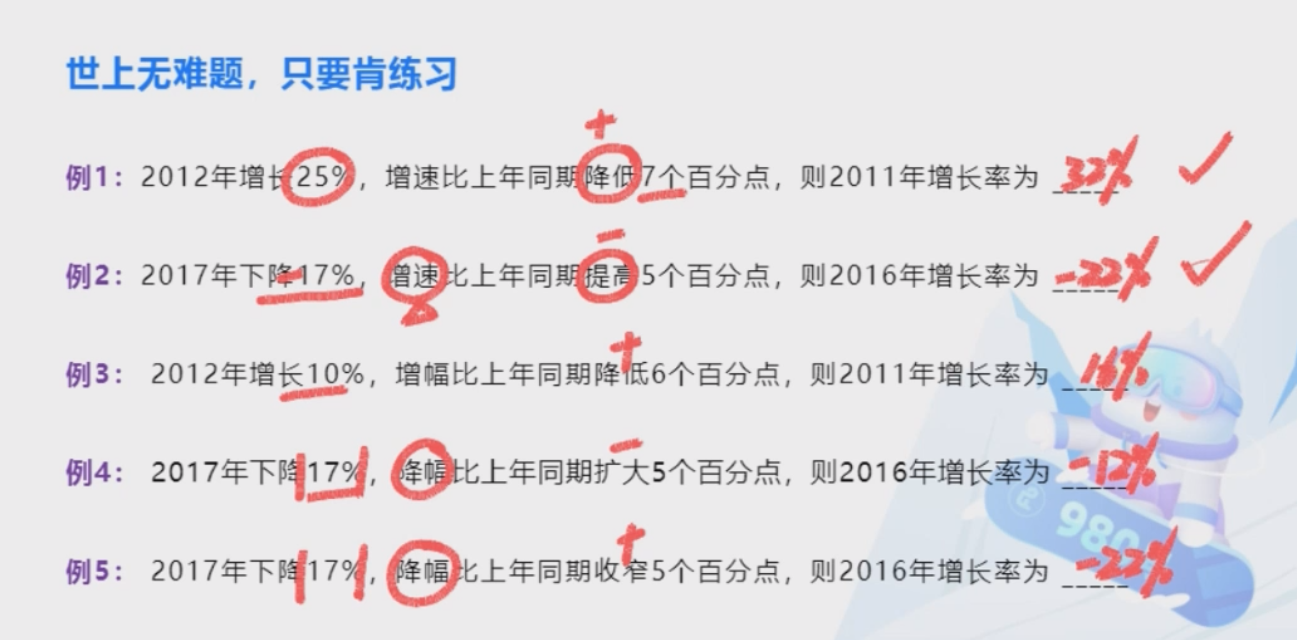 世上无难题，只要肯练习
+
例1：2012年增长25%，增速比上年同期降低7个百分点，则2011年增长率为 _____ 32% ✓
-
例2：2017年下降17%，增速比上年同期提高5个百分点，则2016年增长率为 _____ -22% ✓
+
例3： 2012年增长10%，增幅比上年同期降低6个百分点，则2011年增长率为 _____ 16%
-
例4： 2017年下降17%，降幅比上年同期扩大5个百分点，则2016年增长率为 _____ -12%
+
例5： 2017年下降17%，降幅比上年同期收窄5个百分点，则2016年增长率为 _____ -22%
980